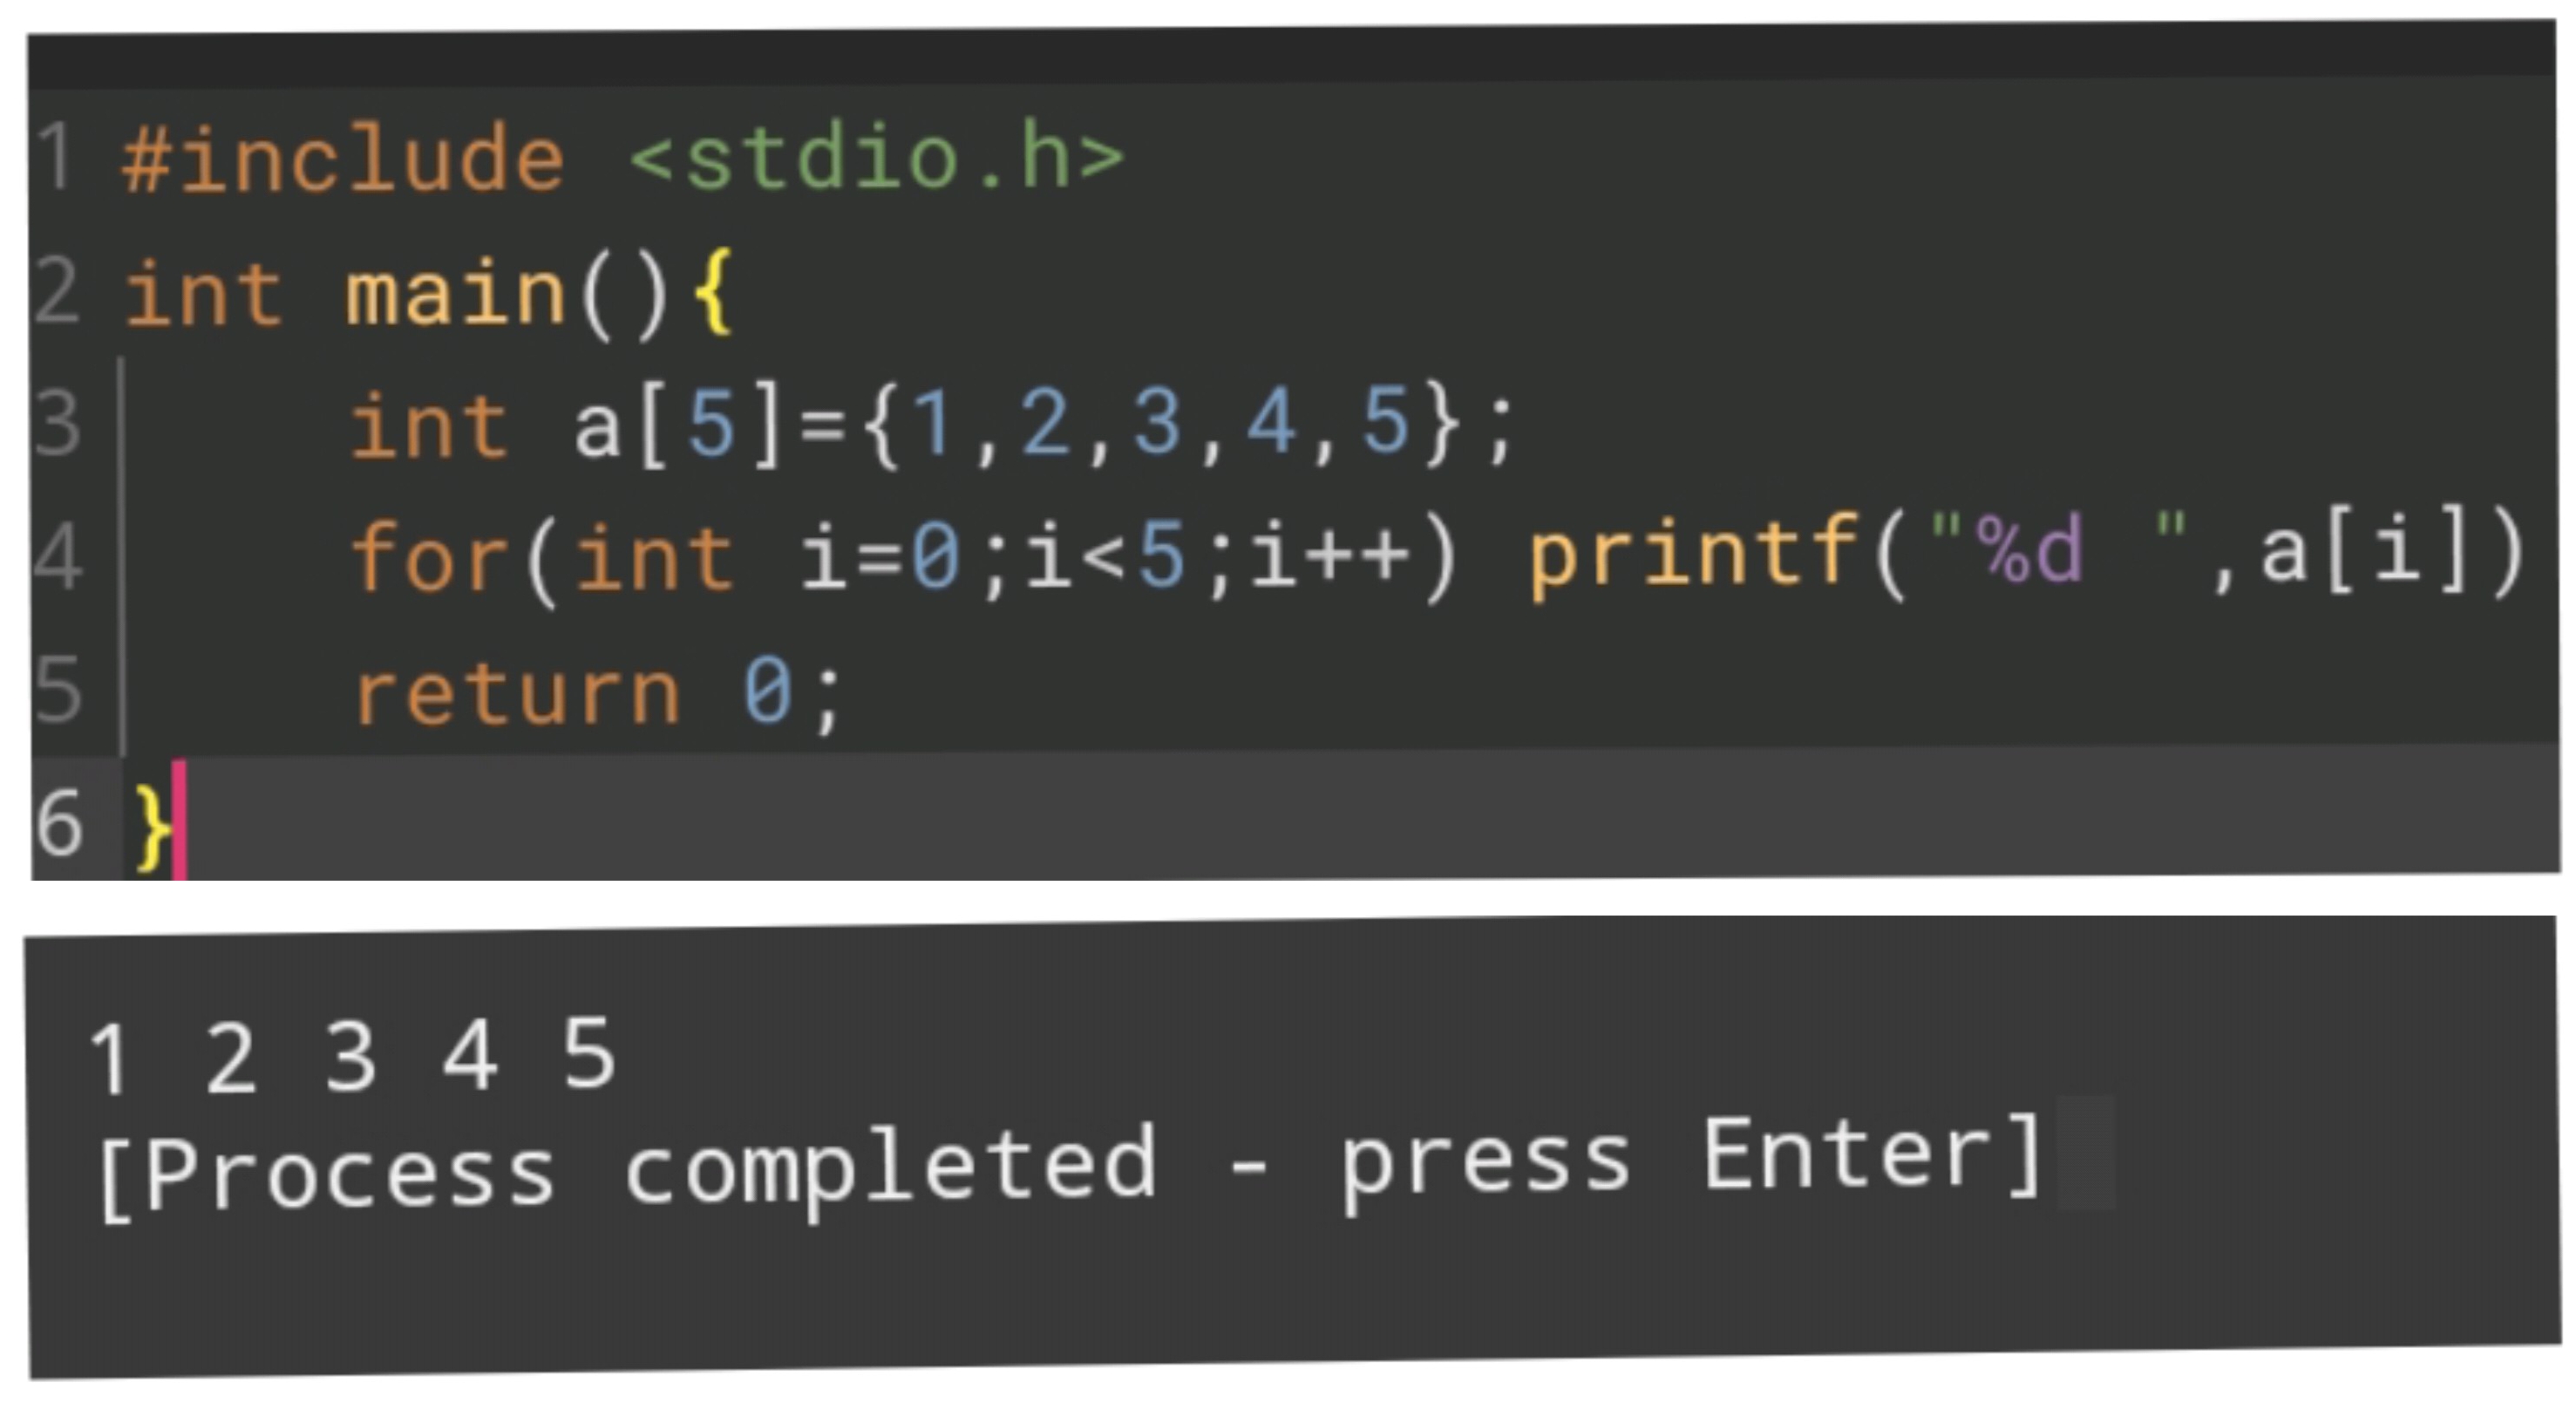 1 #include <stdio.h>
2 int main(){
3 int a[5]={1,2,3,4,5};
4 for(int i=0;i<5;i++) printf("%d ",a[i])
5 return 0;
6 }
1 2 3 4 5
[Process completed - press Enter]